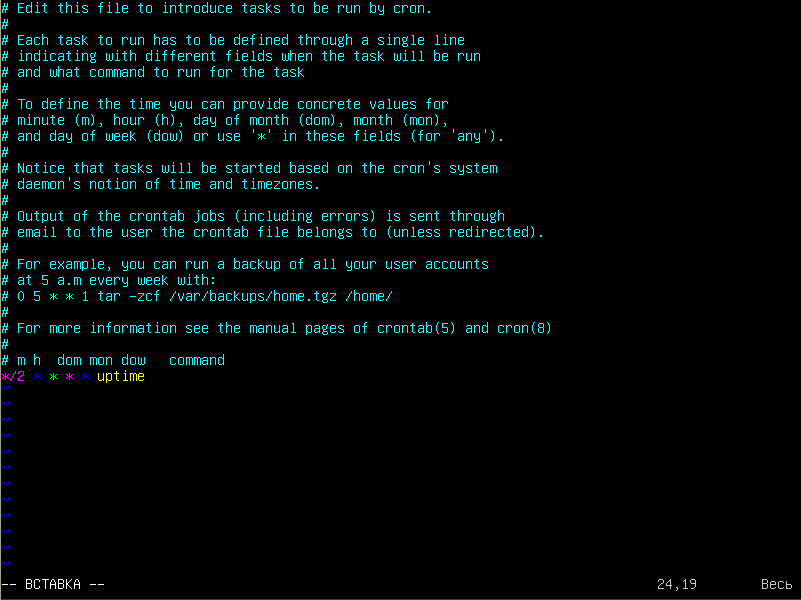 # Edit this file to introduce tasks to be run by cron.
#
# Each task to run has to be defined through a single line
# indicating with different fields when the task will be run
# and what command to run for the task
#
# To define the time you can provide concrete values for
# minute (m), hour (h), day of month (dom), month (mon),
# and day of week (dow) or use '*' in these fields (for 'any').
#
# Notice that tasks will be started based on the cron's system
# daemon's notion of time and timezones.
#
# Output of the crontab jobs (including errors) is sent through
# email to the user the crontab file belongs to (unless redirected).
#
# For example, you can run a backup of all your user accounts
# at 5 a.m every week with:
# 0 5 * * 1 tar -zcf /var/backups/home.tgz /home/
#
# For more information see the manual pages of crontab(5) and cron(8)
#
# m h  dom mon dow   command
*/2 * * * * uptime
~
~
~
~
~
~
~
~
~
~
~
~
-- ВСТАВКА -- 24,19 Весь